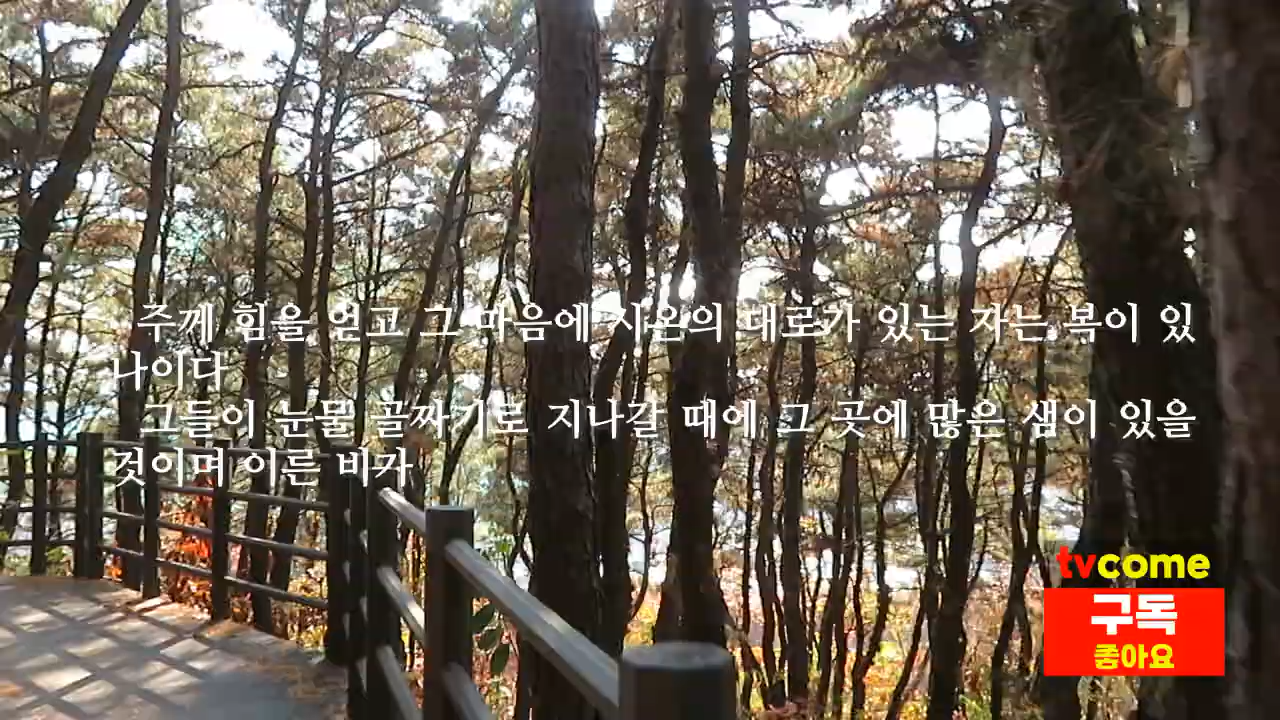 주께 힘을 얻고 그 마음에 시온의 대로가 있는 자는 복이 있
나이다
그들이 눈물 골짜기로 지나갈 때에 그 곳에 많은 샘이 있을
것이며 이른 비가
tvcome
구독
좋아요